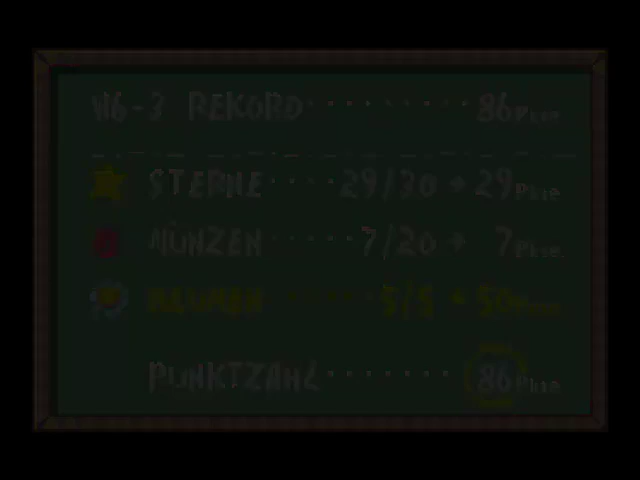 W6-3 REKORD·········86Pkte.
STERNE····29/30 → 29Pkte.
MÜNZEN·····7/20 → 7Pkte.
BLUMEN······5/5 → 50Pkte.
PUNKTZAHL·······86Pkte.